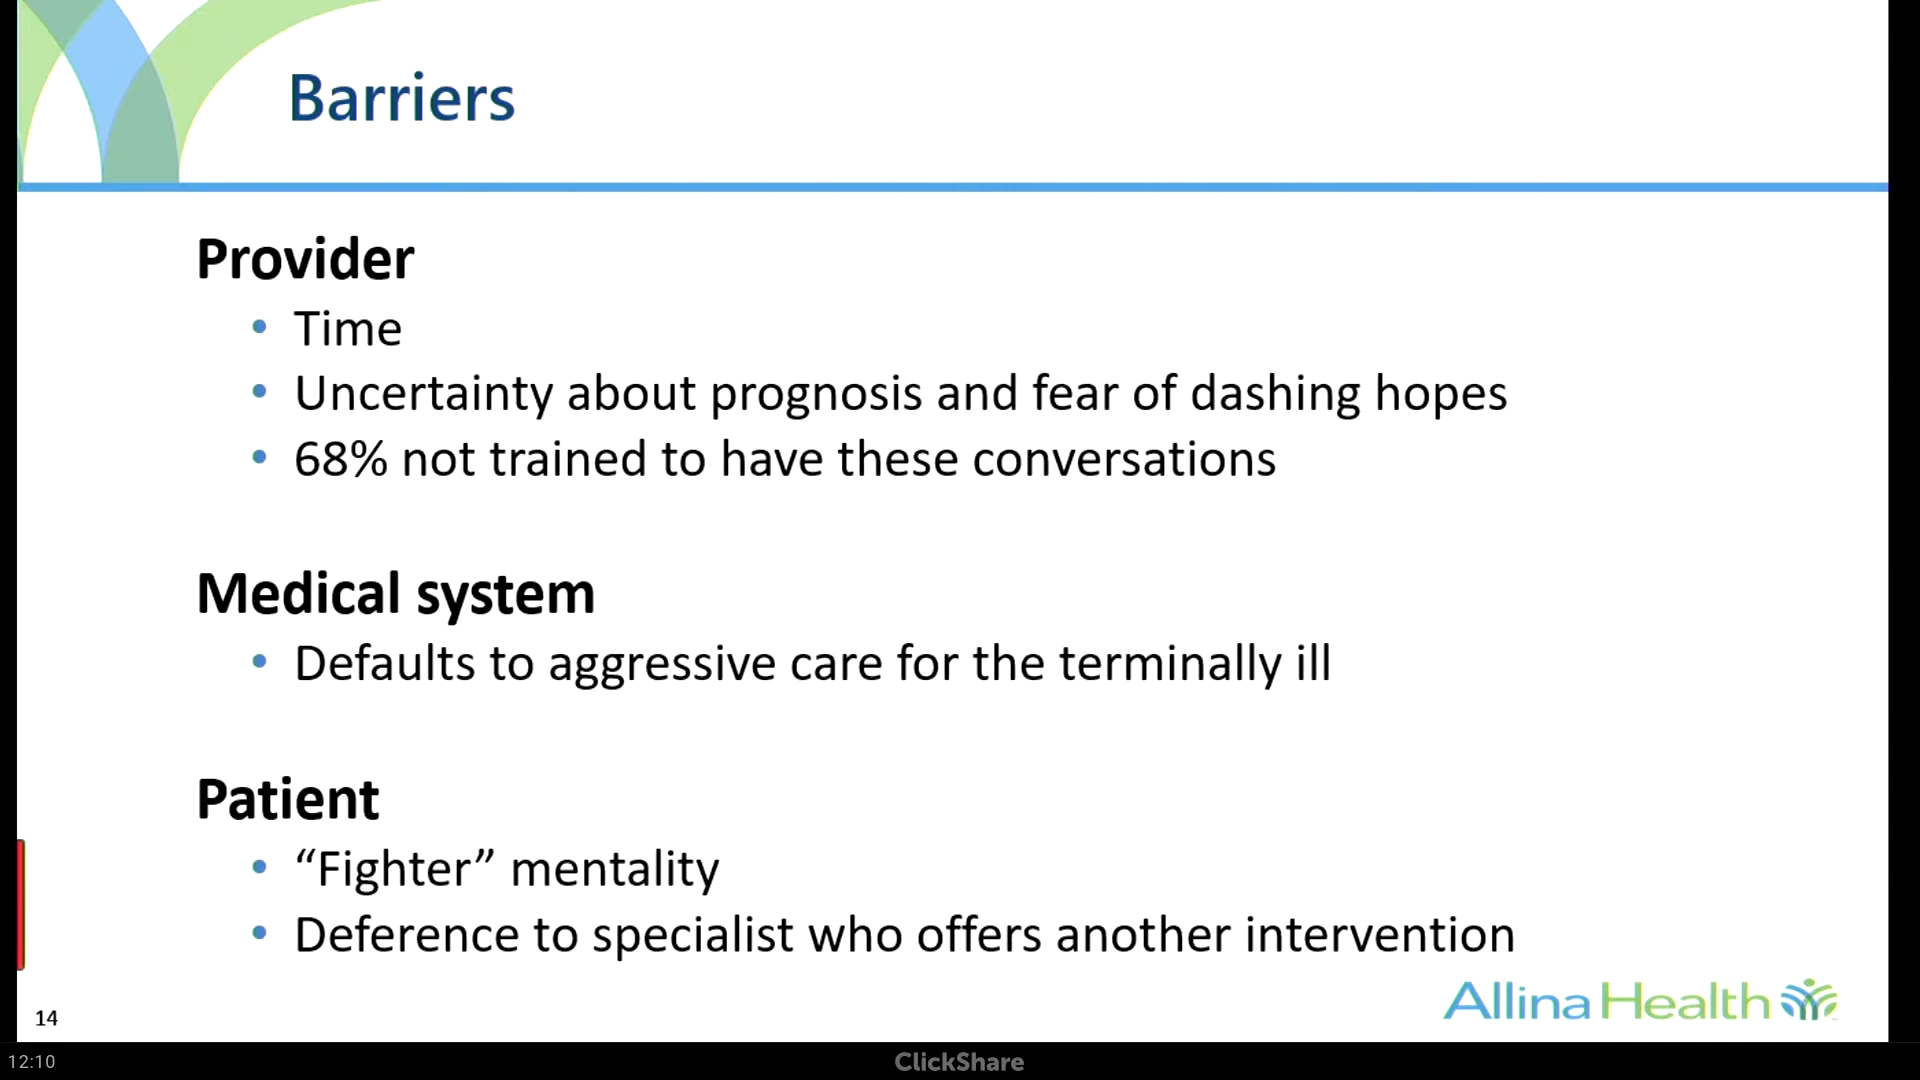 Barriers
Provider
• Time
• Uncertainty about prognosis and fear of dashing hopes
• 68% not trained to have these conversations
Medical system
• Defaults to aggressive care for the terminally ill
Patient
• “Fighter” mentality
• Deference to specialist who offers another intervention
Allina Health
14
12:10
ClickShare